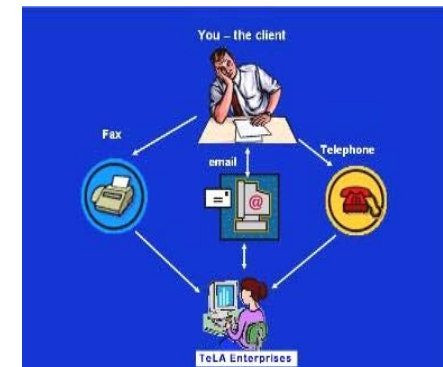 You – the client
Fax
Telephone
email
@
TeLA Enterprises